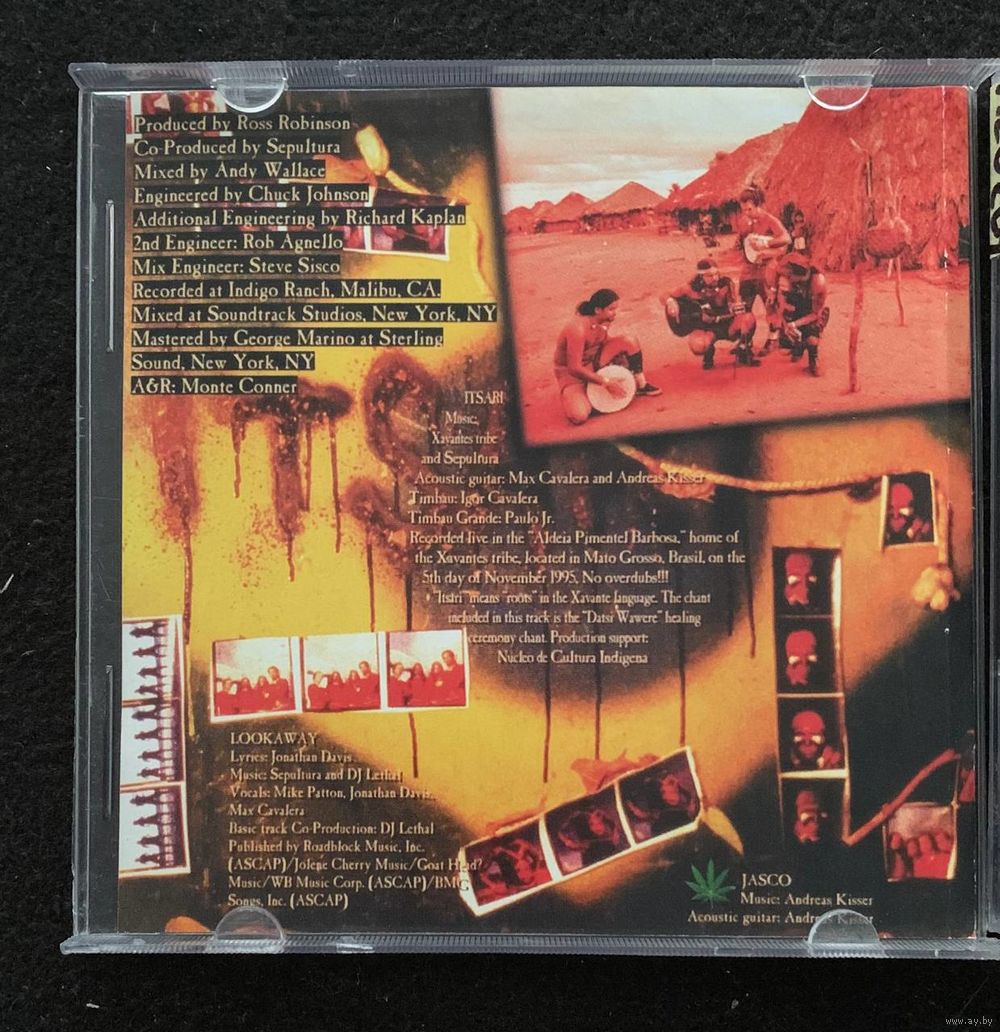 Produced by Ross Robinson
Co-Produced by Sepultura
Mixed by Andy Wallace
Engineered by Chuck Johnson
Additional Engineering by Richard Kaplan
2nd Engineer: Rob Agnello
Mix Engineer: Steve Sisco
Recorded at Indigo Ranch, Malibu, CA.
Mixed at Soundtrack Studios, New York, NY
Mastered by George Marino at Sterling
Sound, New York, NY
A&R: Monte Conner
ITSARI
Music:
Xavantes tribe
and Sepultura
Acoustic guitar: Max Cavalera and Andreas Kisser
Timbau: Igor Cavalera
Timbau Grande: Paulo Jr.
Recorded live in the "Aldeia Pimentel Barbosa," home of
the Xavantes tribe, located in Mato Grosso, Brasil, on the
5th day of November 1995. No overdubs!!!
"Itsári" means "roots" in the Xavante language. The chant
included in this track is the "Datsi Wawere" healing
ceremony chant. Production support:
Nucleo de Cultura Indigena
LOOKAWAY
Lyrics: Jonathan Davis
Music: Sepultura and DJ Lethal
Vocals: Mike Patton, Jonathan Davis,
Max Cavalera
Basic track Co-Production: DJ Lethal
Published by Roadblock Music, Inc.
(ASCAP)/Jolene Cherry Music/Goat Head
Music/WB Music Corp. (ASCAP)/BMG
Songs, Inc. (ASCAP)
JASCO
Music: Andreas Kisser
Acoustic guitar: Andreas Kisser
www.ay.by